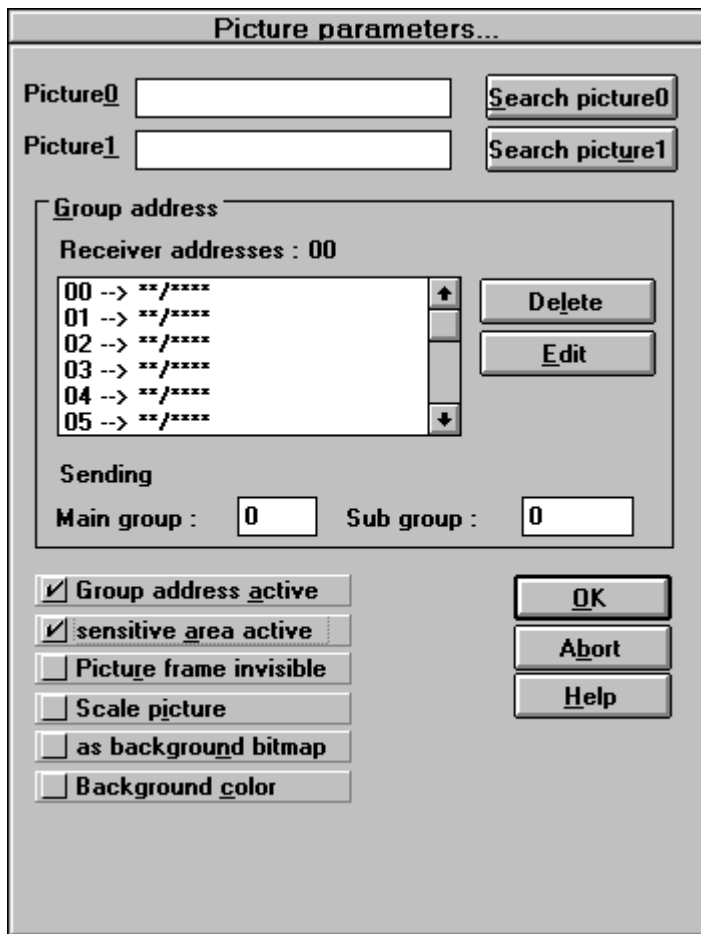 Picture parameters...
Picture0 Search picture0
Picture1 Search picture1
Group address
Receiver addresses : 00
00 --> **/****
01 --> **/****
02 --> **/****
03 --> **/****
04 --> **/****
05 --> **/****
Delete
Edit
Sending
Main group : 0 Sub group : 0
Group address active
sensitive area active
Picture frame invisible
Scale picture
as background bitmap
Background color
OK
Abort
Help